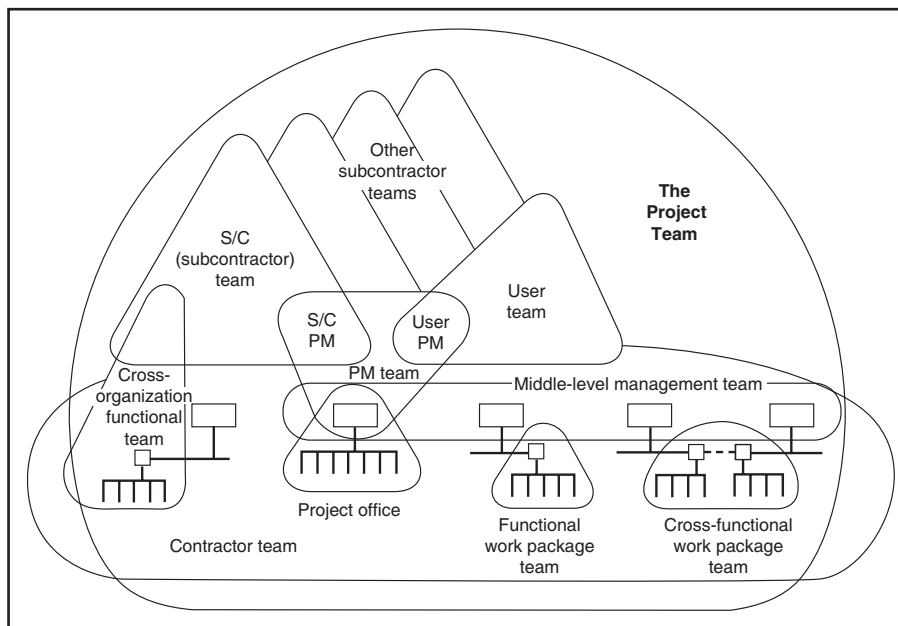 Other
subcontractor
teams
The
Project
Team
S/C
(subcontractor)
team
User
team
S/C
PM
User
PM
PM team
Cross-
organization
functional
team
Middle-level management team
Project office
Contractor team
Functional
work package
team
Cross-functional
work package
team